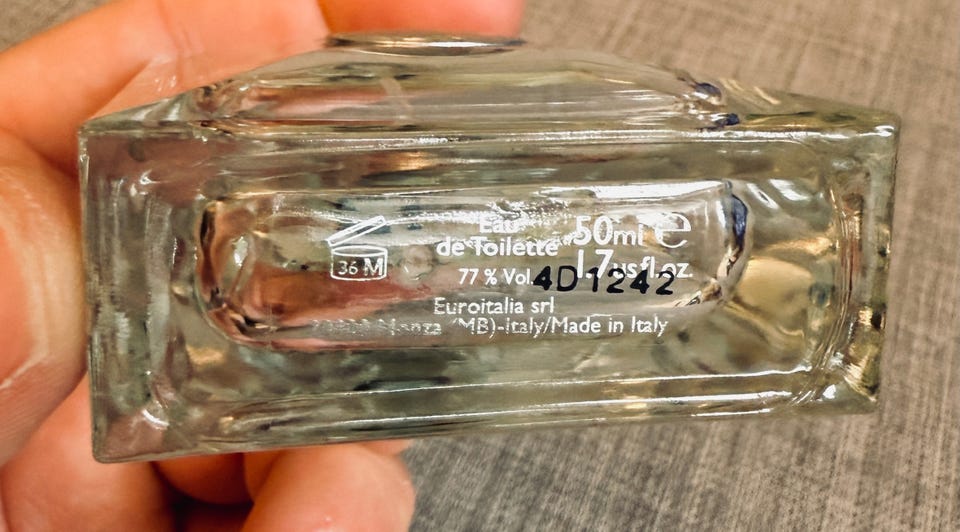 36 M
Eau
de Toilette
77 % Vol.
50ml e
1.7 us fl.oz.
4D1242
Euroitalia srl
Monza (MB)-Italy/Made in Italy